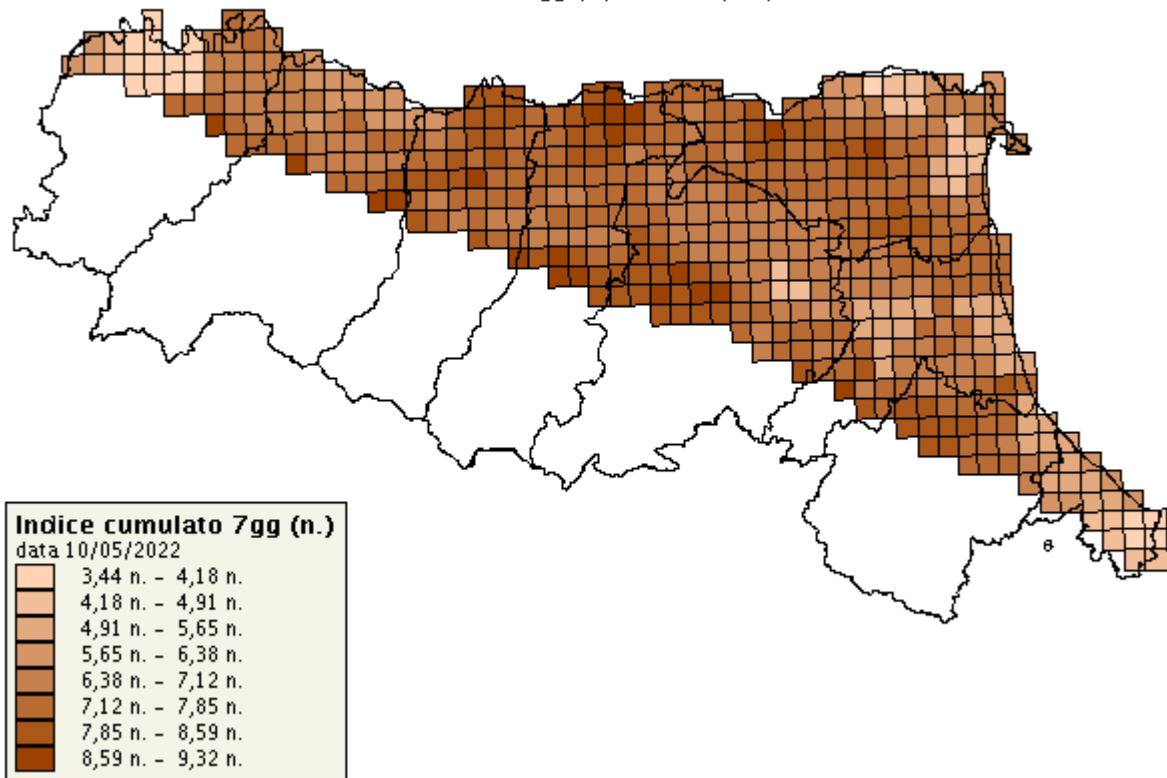 Indice cumulato 7gg (n.)
data 10/05/2022
3,44 n. - 4,18 n.
4,18 n. - 4,91 n.
4,91 n. - 5,65 n.
5,65 n. - 6,38 n.
6,38 n. - 7,12 n.
7,12 n. - 7,85 n.
7,85 n. - 8,59 n.
8,59 n. - 9,32 n.